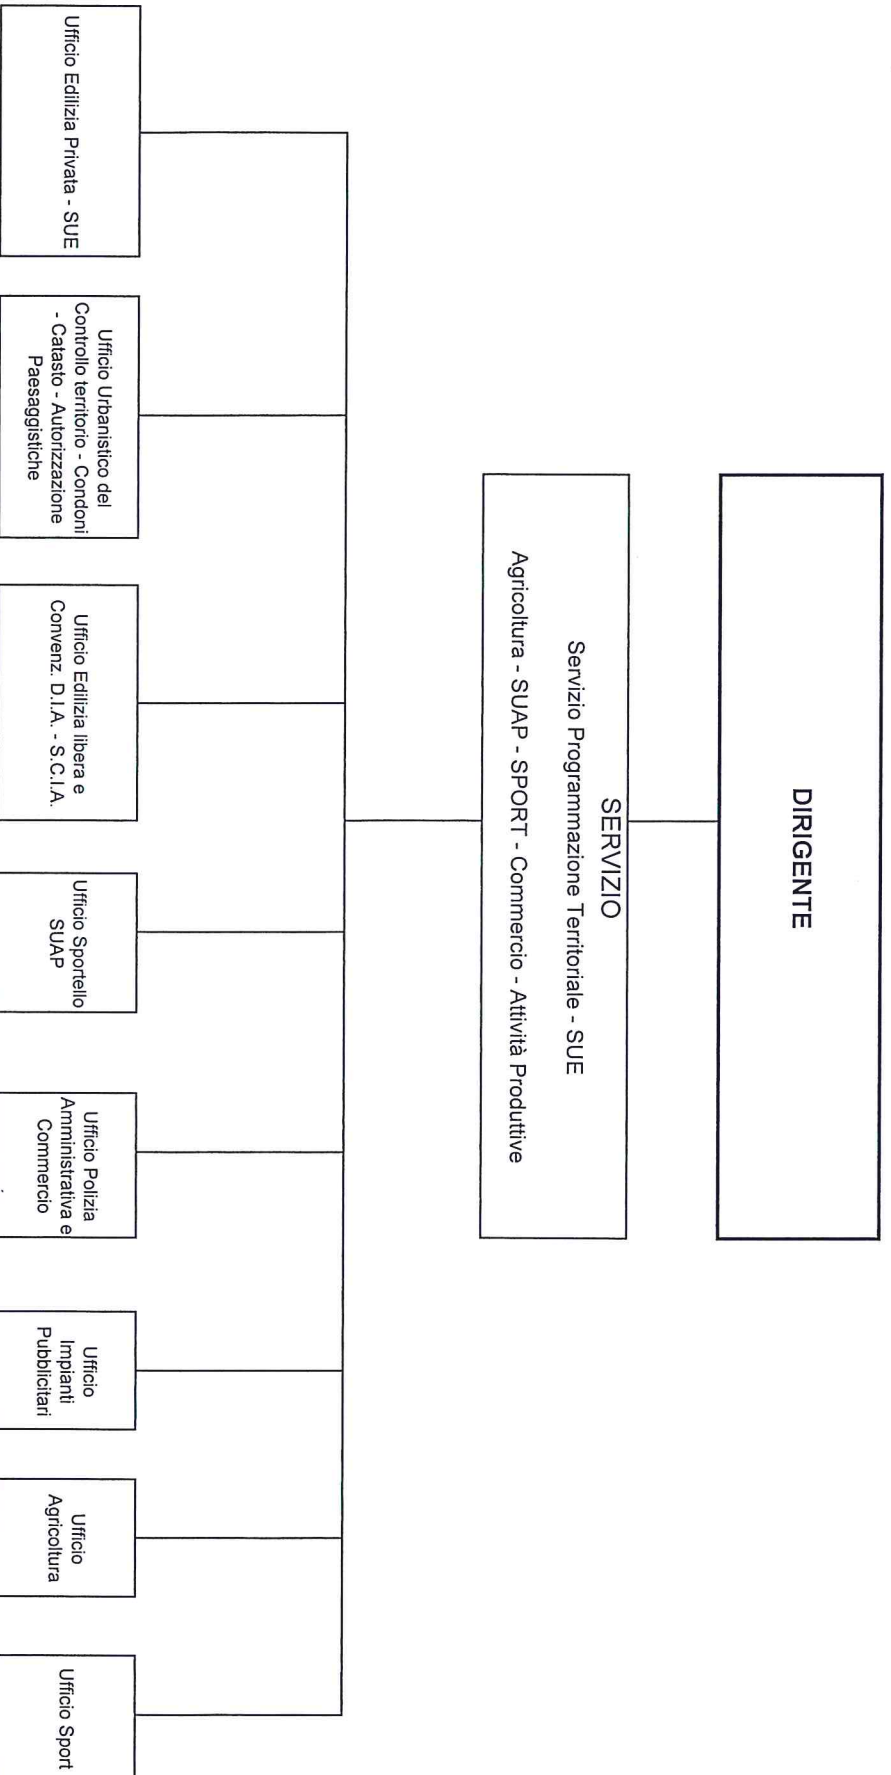 DIRIGENTE
SERVIZIO
Servizio Programmazione Territoriale - SUE
Agricoltura - SUAP - SPORT - Commercio - Attività Produttive
Ufficio Edilizia Privata - SUE
Ufficio Urbanistico del
Controllo territorio - Condoni
- Catasto - Autorizzazione
Paesaggistiche
Ufficio Edilizia libera e
Convenz. D.I.A. - S.C.I.A.
Ufficio Sportello
SUAP
Ufficio Polizia
Amministrativa e
Commercio
Ufficio
Impianti
Pubblicitari
Ufficio
Agricoltura
Ufficio Sport